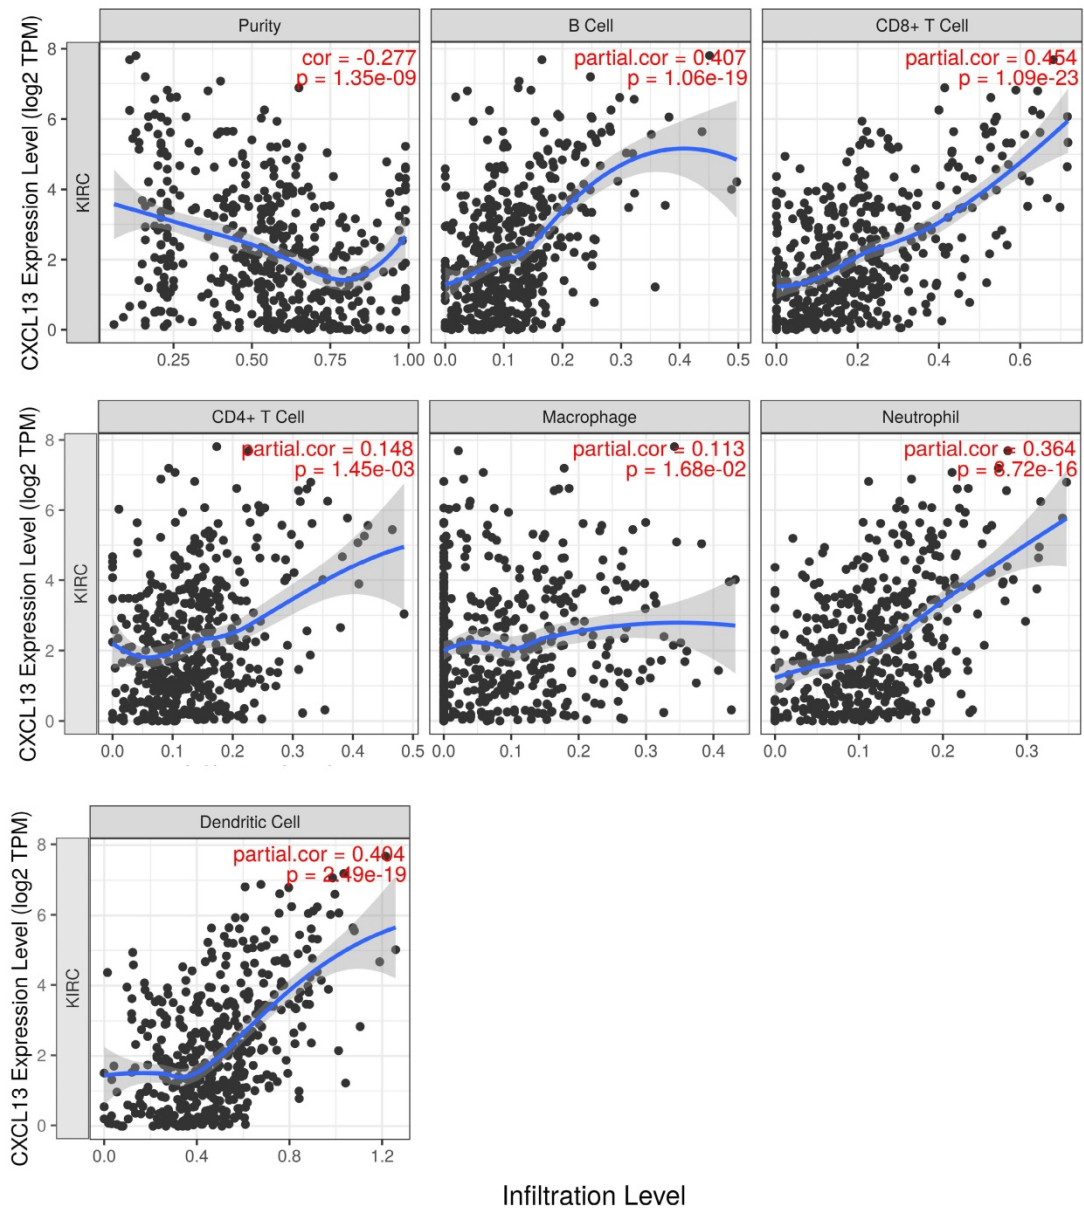 Purity
B Cell
CD8+ T Cell
CXCL13 Expression Level (log2 TPM)
KIRC
cor = -0.277
p = 1.35e-09
partial.cor = 0.407
p = 1.06e-19
partial.cor = 0.454
p = 1.09e-23
8
6
4
2
0
0.25
0.50
0.75
1.00
0.0
0.1
0.2
0.3
0.4
0.5
0.0
0.2
0.4
0.6
CD4+ T Cell
Macrophage
Neutrophil
CXCL13 Expression Level (log2 TPM)
KIRC
partial.cor = 0.148
p = 1.45e-03
partial.cor = 0.113
p = 1.68e-02
partial.cor = 0.364
p = 8.72e-16
8
6
4
2
0
0.0
0.1
0.2
0.3
0.4
0.5
0.0
0.1
0.2
0.3
0.4
0.0
0.1
0.2
0.3
Dendritic Cell
CXCL13 Expression Level (log2 TPM)
KIRC
partial.cor = 0.404
p = 2.49e-19
8
6
4
2
0
0.0
0.4
0.8
1.2
Infiltration Level